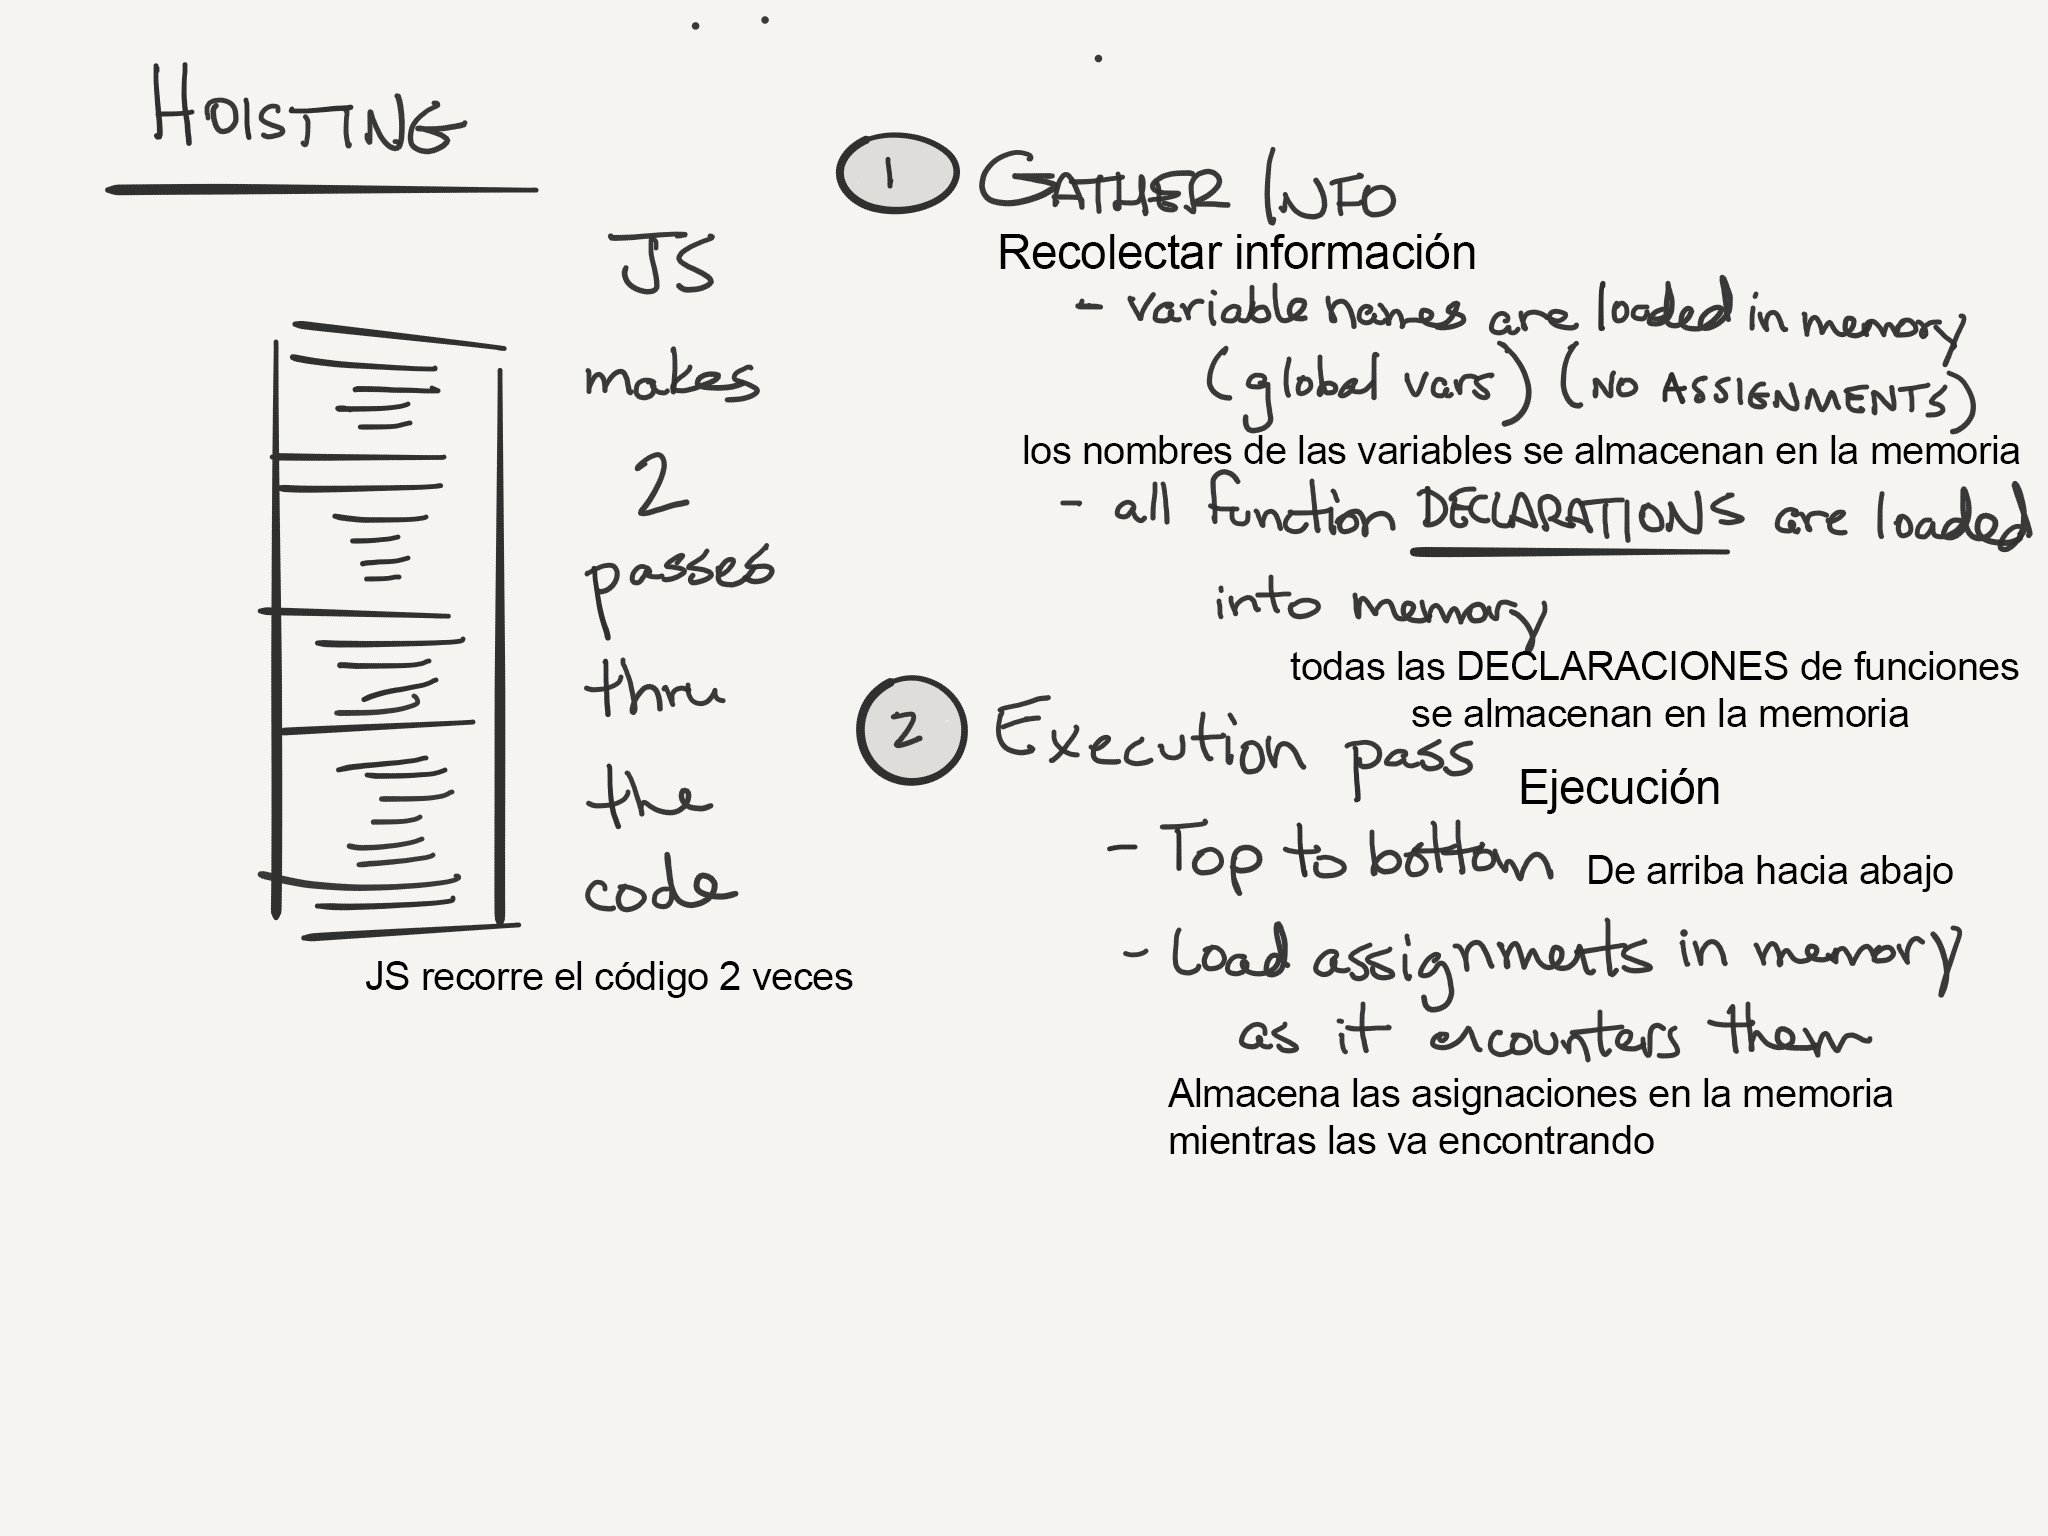 HOISTING
JS
makes
2
passes
thru
the
code
JS recorre el código 2 veces
1 GATHER INFO
Recolectar información
- variable names are loaded in memory
(global vars) (NO ASSIGNMENTS)
los nombres de las variables se almacenan en la memoria
- all function DECLARATIONS are loaded
into memory
todas las DECLARACIONES de funciones
se almacenan en la memoria
2 Execution pass
Ejecución
- Top to bottom De arriba hacia abajo
- Load assignments in memory
as it encounters them
Almacena las asignaciones en la memoria
mientras las va encontrando